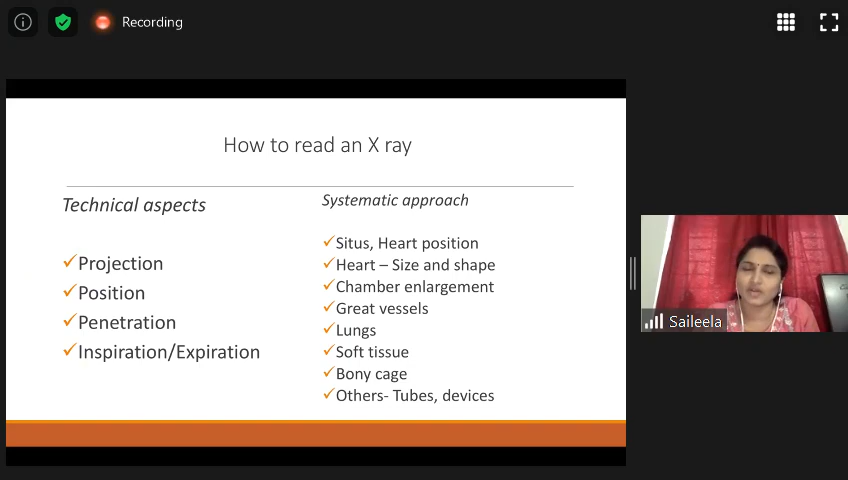 Recording
How to read an X ray
Technical aspects
Projection
Position
Penetration
Inspiration/Expiration
Systematic approach
Situs, Heart position
Heart – Size and shape
Chamber enlargement
Great vessels
Lungs
Soft tissue
Bony cage
Others- Tubes, devices
Saileela